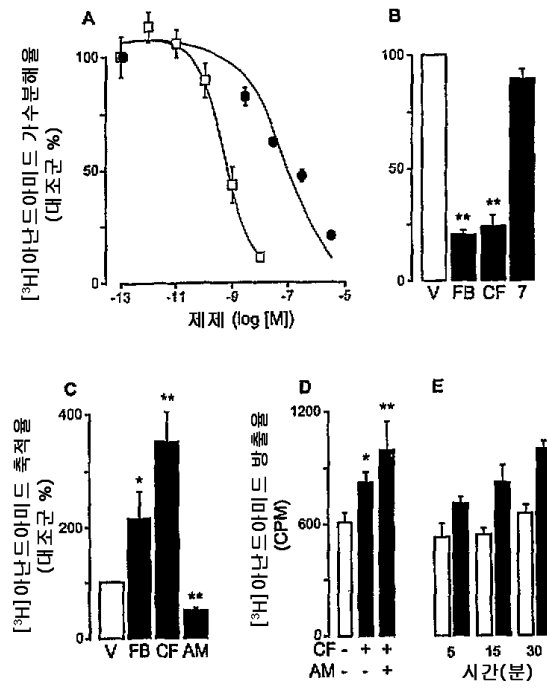 A
[³H]아난드아미드 가수분해율
(대조군 %)
100
50
0
-13 -11 -9 -7 -5
제제 (log [M])
B
100
50
0
V FB CF 7
** **
C
[³H]아난드아미드 축적율
(대조군 %)
400
200
0
* ** **
V FB CF AM
D
[³H]아난드아미드 방출율
(CPM)
1200
600
0
* **
CF - + +
AM - - +
E
5 15 30
시간(분)